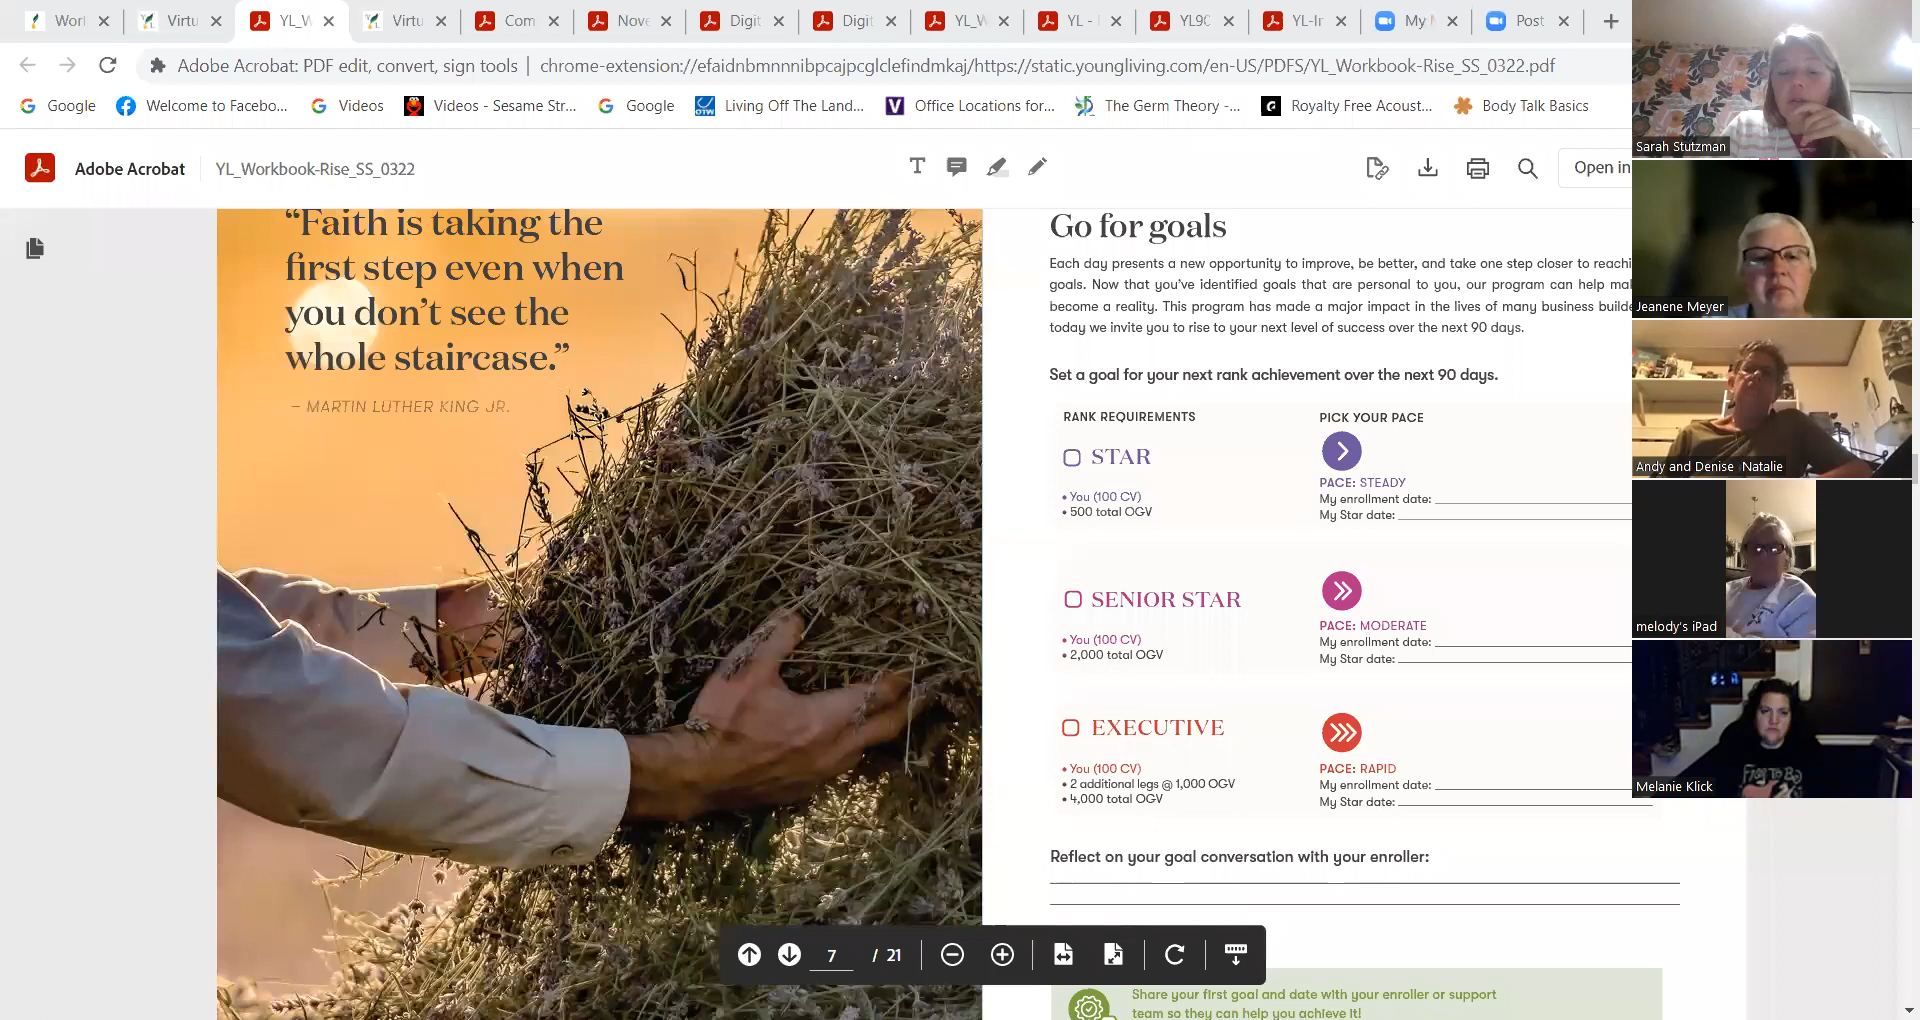 Worl
Virtu
YL_W
Virtu
Com
Nove
Digit
Digit
YL_W
YL -
YL90
YL-Ir
My
Post
Adobe Acrobat: PDF edit, convert, sign tools
chrome-extension://efaidnbmnnnibpcajpcglclefindmkaj/https://static.youngliving.com/en-US/PDFS/YL_Workbook-Rise_SS_0322.pdf
Google
Welcome to Facebo...
Videos
Videos - Sesame Str...
Google
Living Off The Land...
Office Locations for...
The Germ Theory -...
Royalty Free Acoust...
Body Talk Basics
Adobe Acrobat
YL_Workbook-Rise_SS_0322
Open in
“Faith is taking the
first step even when
you don’t see the
whole staircase.”
– MARTIN LUTHER KING JR.
Go for goals
Each day presents a new opportunity to improve, be better, and take one step closer to reachi
goals. Now that you’ve identified goals that are personal to you, our program can help mal
become a reality. This program has made a major impact in the lives of many business builde
today we invite you to rise to your next level of success over the next 90 days.
Set a goal for your next rank achievement over the next 90 days.
RANK REQUIREMENTS
PICK YOUR PACE
STAR
• You (100 CV)
• 500 total OGV
PACE: STEADY
My enrollment date:
My Star date:
SENIOR STAR
• You (100 CV)
• 2,000 total OGV
PACE: MODERATE
My enrollment date:
My Star date:
EXECUTIVE
• You (100 CV)
• 2 additional legs @ 1,000 OGV
• 4,000 total OGV
PACE: RAPID
My enrollment date:
My Star date:
Reflect on your goal conversation with your enroller:
7 / 21
Share your first goal and date with your enroller or support
team so they can help you achieve it!
Sarah Stutzman
Jeanene Meyer
Andy and Denise Natalie
melody's iPad
Melanie Klick